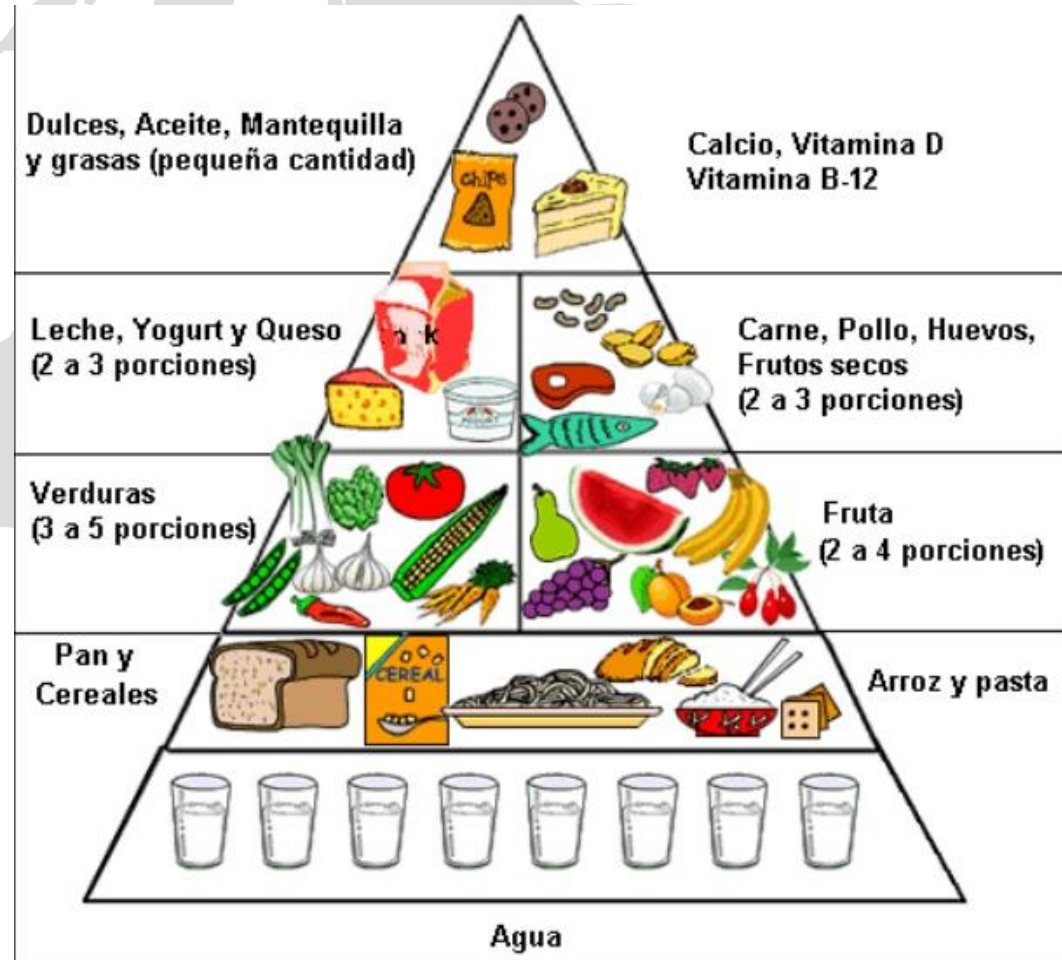 Dulces, Aceite, Mantequilla
y grasas (pequeña cantidad)
Calcio, Vitamina D
Vitamina B-12
chips
Leche, Yogurt y Queso
(2 a 3 porciones)
Carne, Pollo, Huevos,
Frutos secos
(2 a 3 porciones)
YOGURT
Verduras
(3 a 5 porciones)
Fruta
(2 a 4 porciones)
Pan y
Cereales
CEREAL
Arroz y pasta
Agua